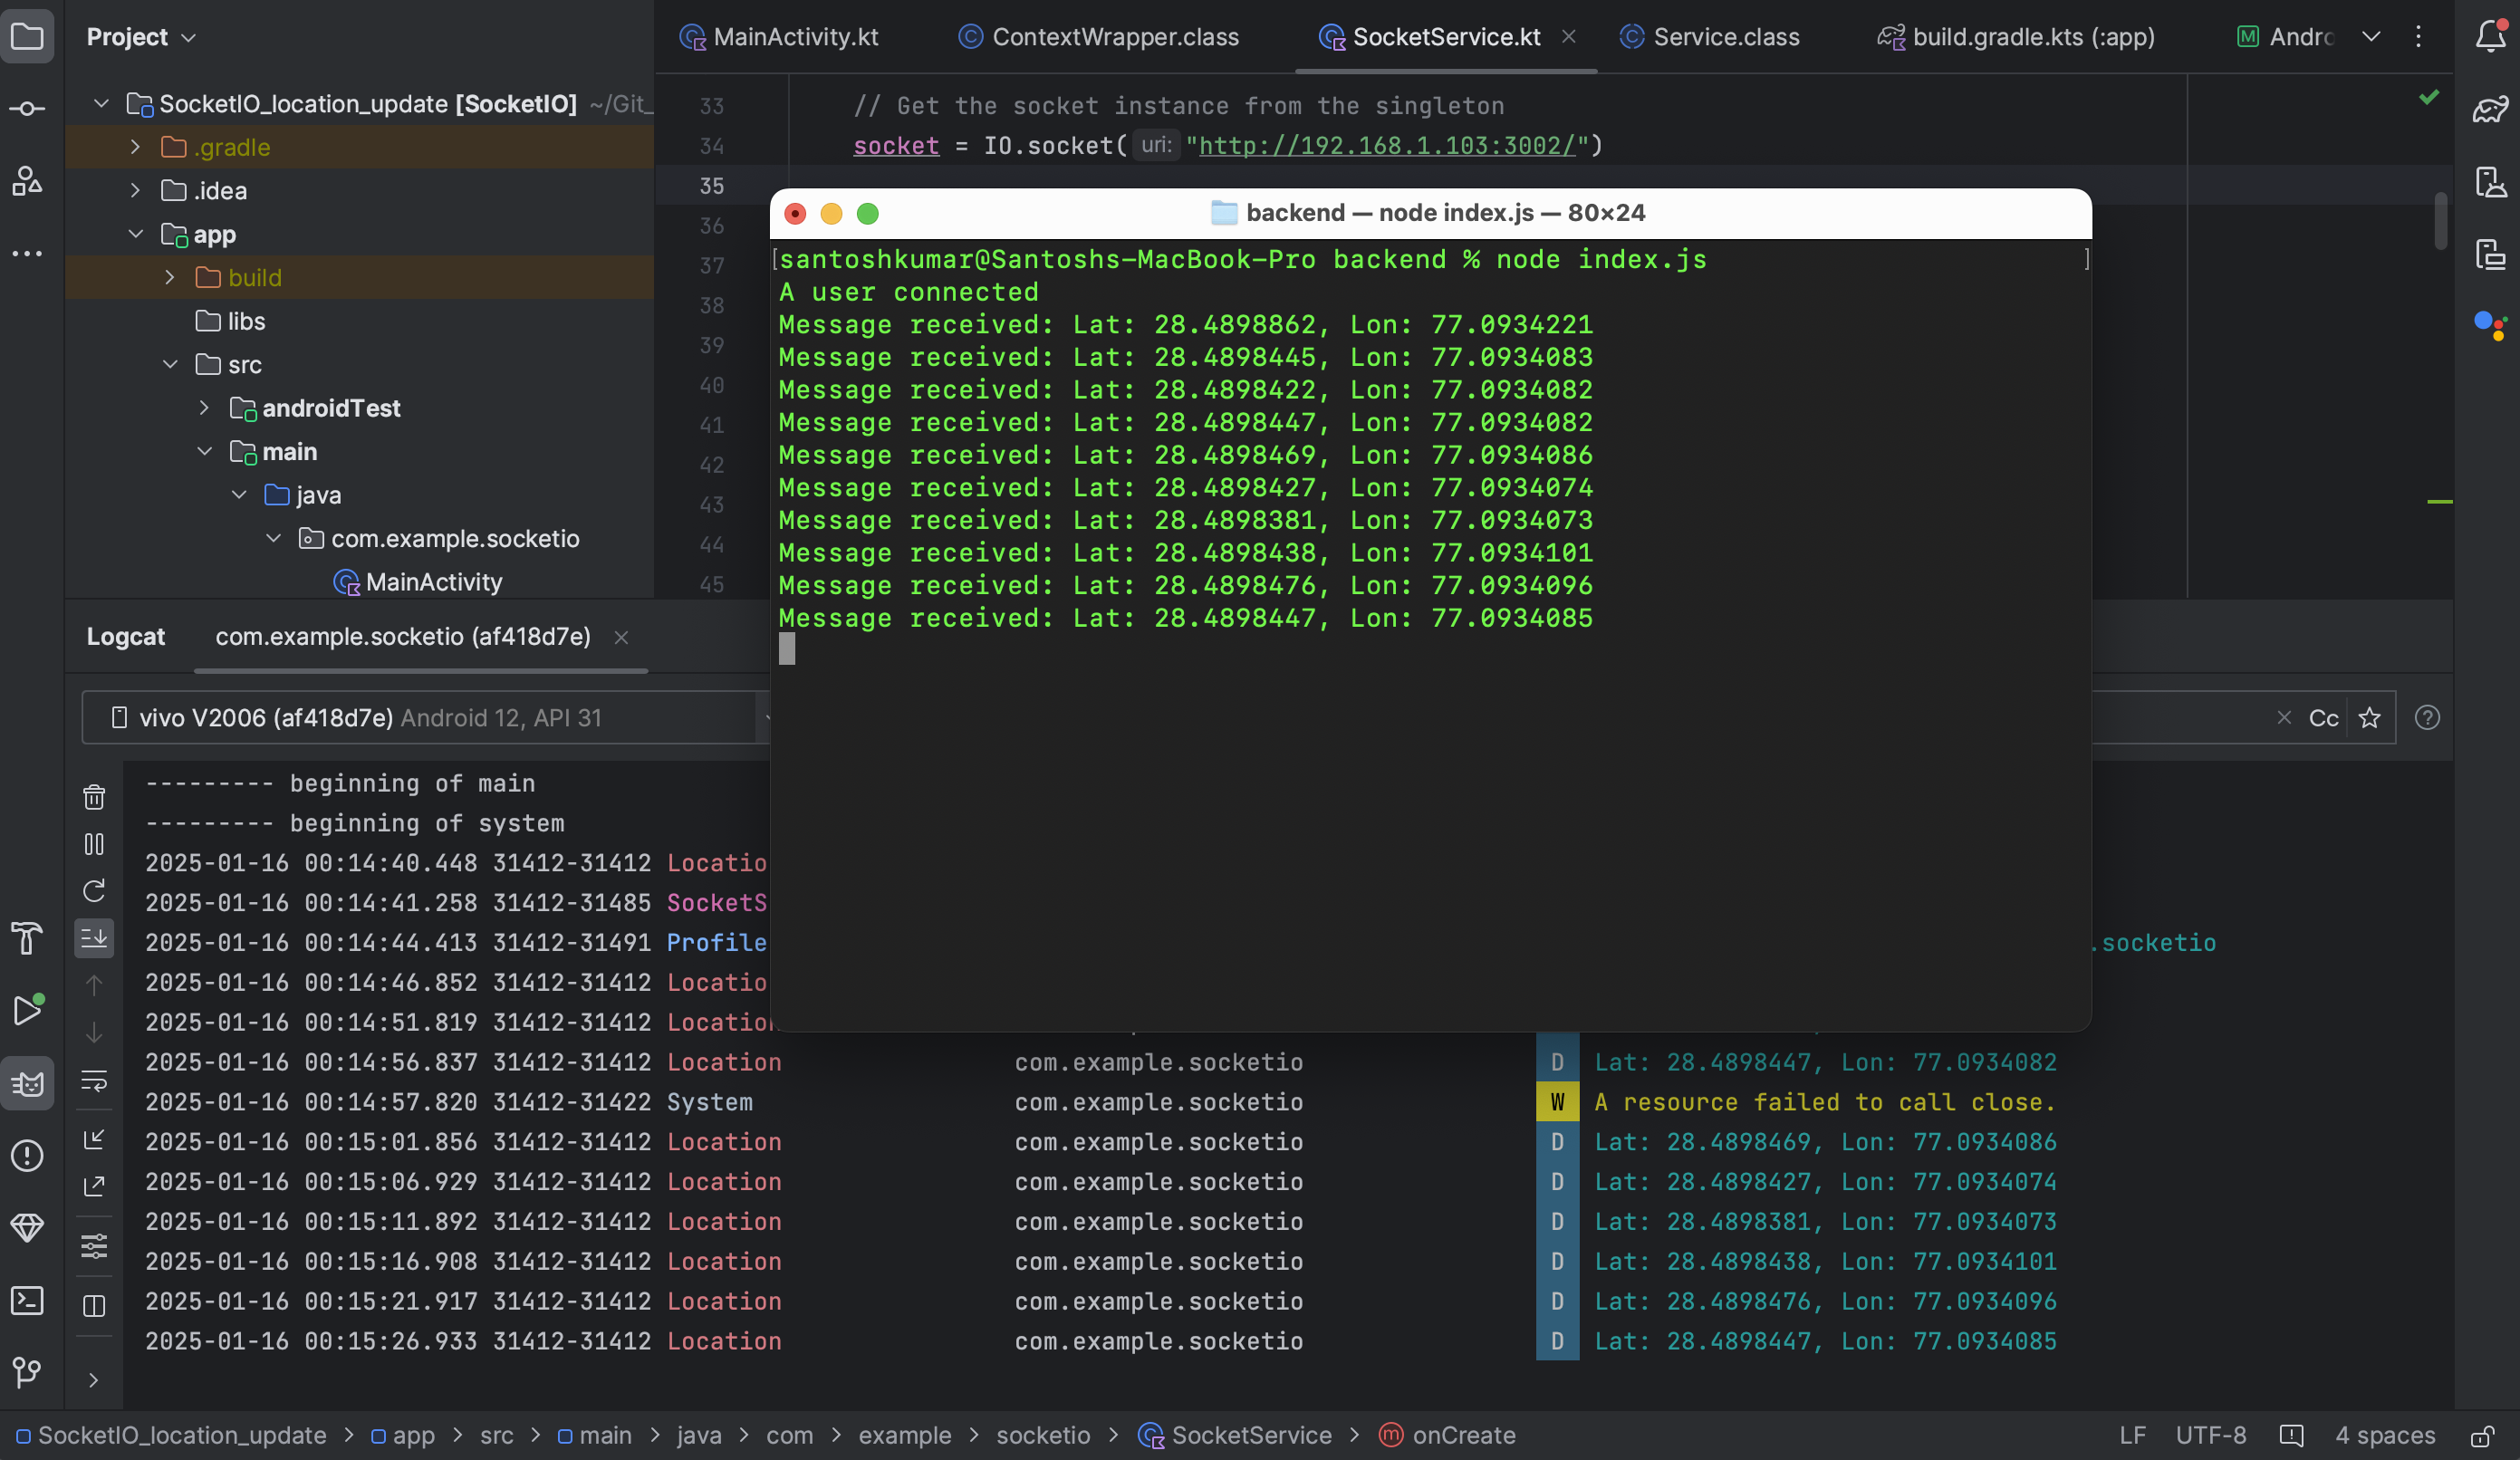 Project
MainActivity.kt
ContextWrapper.class
SocketService.kt
Service.class
build.gradle.kts (:app)
M
SocketIO_location_update [SocketIO] ~/Git_
.gradle
.idea
app
build
libs
src
androidTest
main
java
com.example.socketio
MainActivity
33 // Get the socket instance from the singleton
34 socket = IO.socket( uri: "http://192.168.1.103:3002/")
35
36
37
38
39
40
41
42
43
44
45
backend — node index.js — 80×24
[santoshkumar@Santoshs-MacBook-Pro backend % node index.js ]
A user connected
Message received: Lat: 28.4898862, Lon: 77.0934221
Message received: Lat: 28.4898445, Lon: 77.0934083
Message received: Lat: 28.4898422, Lon: 77.0934082
Message received: Lat: 28.4898447, Lon: 77.0934082
Message received: Lat: 28.4898469, Lon: 77.0934086
Message received: Lat: 28.4898427, Lon: 77.0934074
Message received: Lat: 28.4898381, Lon: 77.0934073
Message received: Lat: 28.4898438, Lon: 77.0934101
Message received: Lat: 28.4898476, Lon: 77.0934096
Message received: Lat: 28.4898447, Lon: 77.0934085
Logcat
com.example.socketio (af418d7e)
vivo V2006 (af418d7e) Android 12, API 31
Cc
--------- beginning of main
--------- beginning of system
2025-01-16 00:14:40.448 31412-31412 Locatio
2025-01-16 00:14:41.258 31412-31485 SocketS
2025-01-16 00:14:44.413 31412-31491 Profile .socketio
2025-01-16 00:14:46.852 31412-31412 Locatio
2025-01-16 00:14:51.819 31412-31412 Location
2025-01-16 00:14:56.837 31412-31412 Location com.example.socketio D Lat: 28.4898447, Lon: 77.0934082
2025-01-16 00:14:57.820 31412-31422 System com.example.socketio W A resource failed to call close.
2025-01-16 00:15:01.856 31412-31412 Location com.example.socketio D Lat: 28.4898469, Lon: 77.0934086
2025-01-16 00:15:06.929 31412-31412 Location com.example.socketio D Lat: 28.4898427, Lon: 77.0934074
2025-01-16 00:15:11.892 31412-31412 Location com.example.socketio D Lat: 28.4898381, Lon: 77.0934073
2025-01-16 00:15:16.908 31412-31412 Location com.example.socketio D Lat: 28.4898438, Lon: 77.0934101
2025-01-16 00:15:21.917 31412-31412 Location com.example.socketio D Lat: 28.4898476, Lon: 77.0934096
2025-01-16 00:15:26.933 31412-31412 Location com.example.socketio D Lat: 28.4898447, Lon: 77.0934085
SocketIO_location_update > app > src > main > java > com > example > socketio > SocketService > onCreate
LF UTF-8 4 spaces